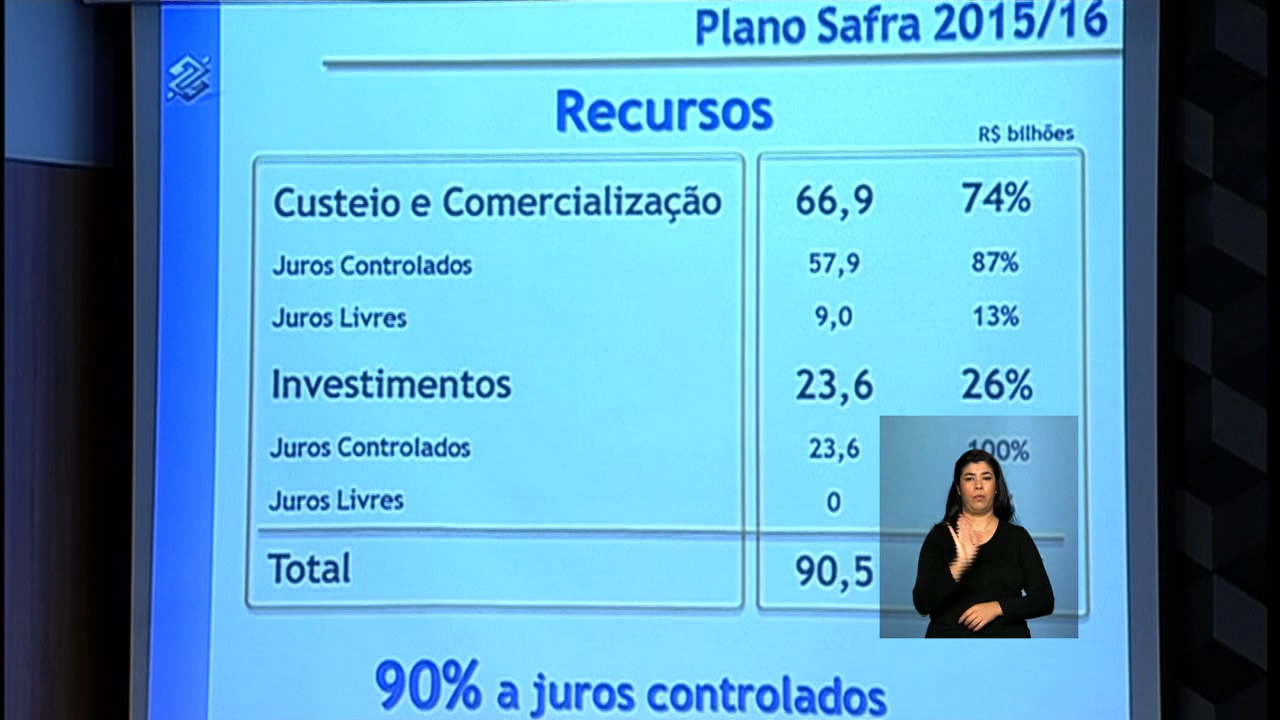 Plano Safra 2015/16
Recursos
R$ bilhões
Custeio e Comercialização 66,9 74%
Juros Controlados 57,9 87%
Juros Livres 9,0 13%
Investimentos 23,6 26%
Juros Controlados 23,6 100%
Juros Livres 0
Total 90,5
90% a juros controlados